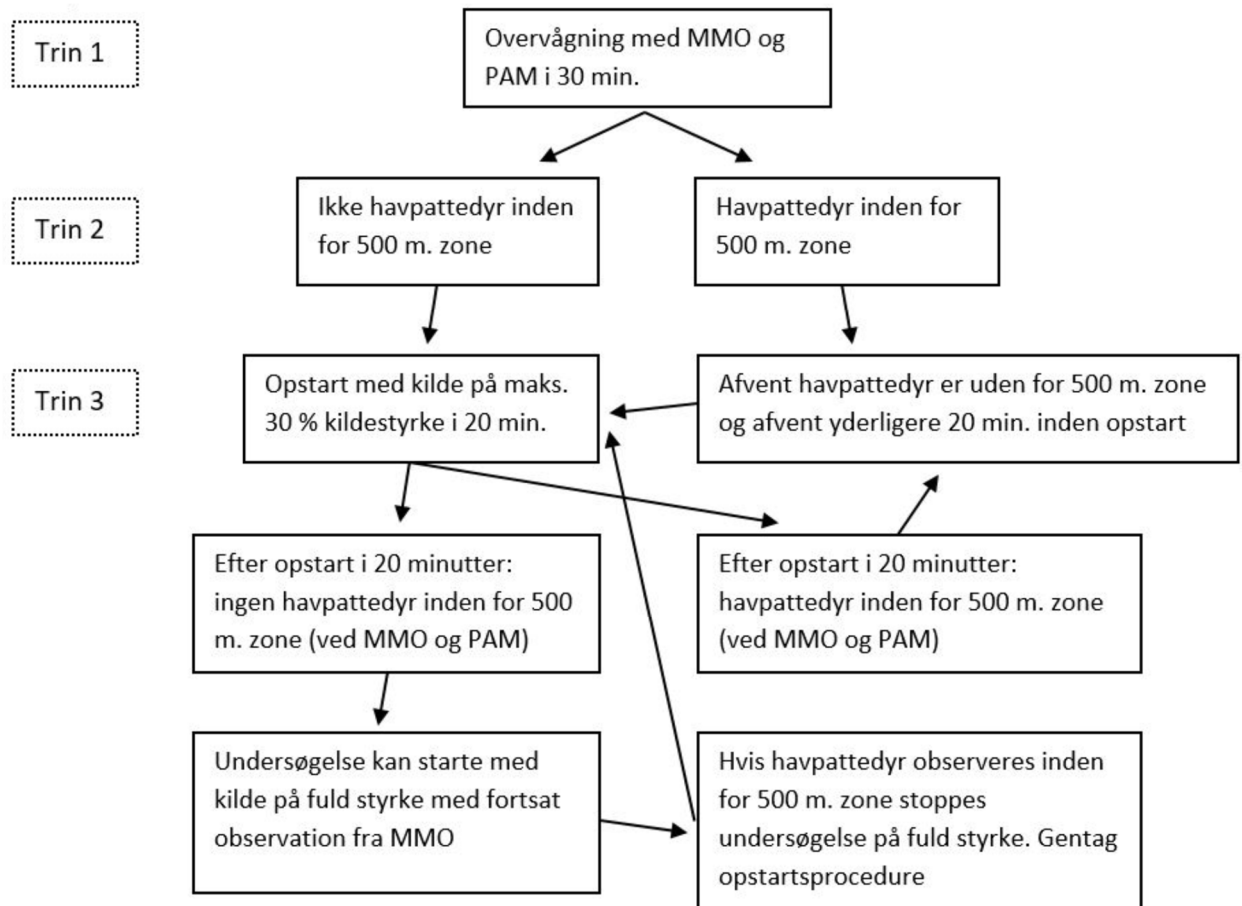 Trin 1
Overvågning med MMO og
PAM i 30 min.
Trin 2
Ikke havpattedyr inden
for 500 m. zone
Havpattedyr inden for
500 m. zone
Trin 3
Opstart med kilde på maks.
30 % kildestyrke i 20 min.
Afvent havpattedyr er uden for 500 m. zone
og afvent yderligere 20 min. inden opstart
Efter opstart i 20 minutter:
ingen havpattedyr inden for 500
m. zone (ved MMO og PAM)
Efter opstart i 20 minutter:
havpattedyr inden for 500 m. zone
(ved MMO og PAM)
Undersøgelse kan starte med
kilde på fuld styrke med fortsat
observation fra MMO
Hvis havpattedyr observeres inden
for 500 m. zone stoppes
undersøgelse på fuld styrke. Gentag
opstartsprocedure